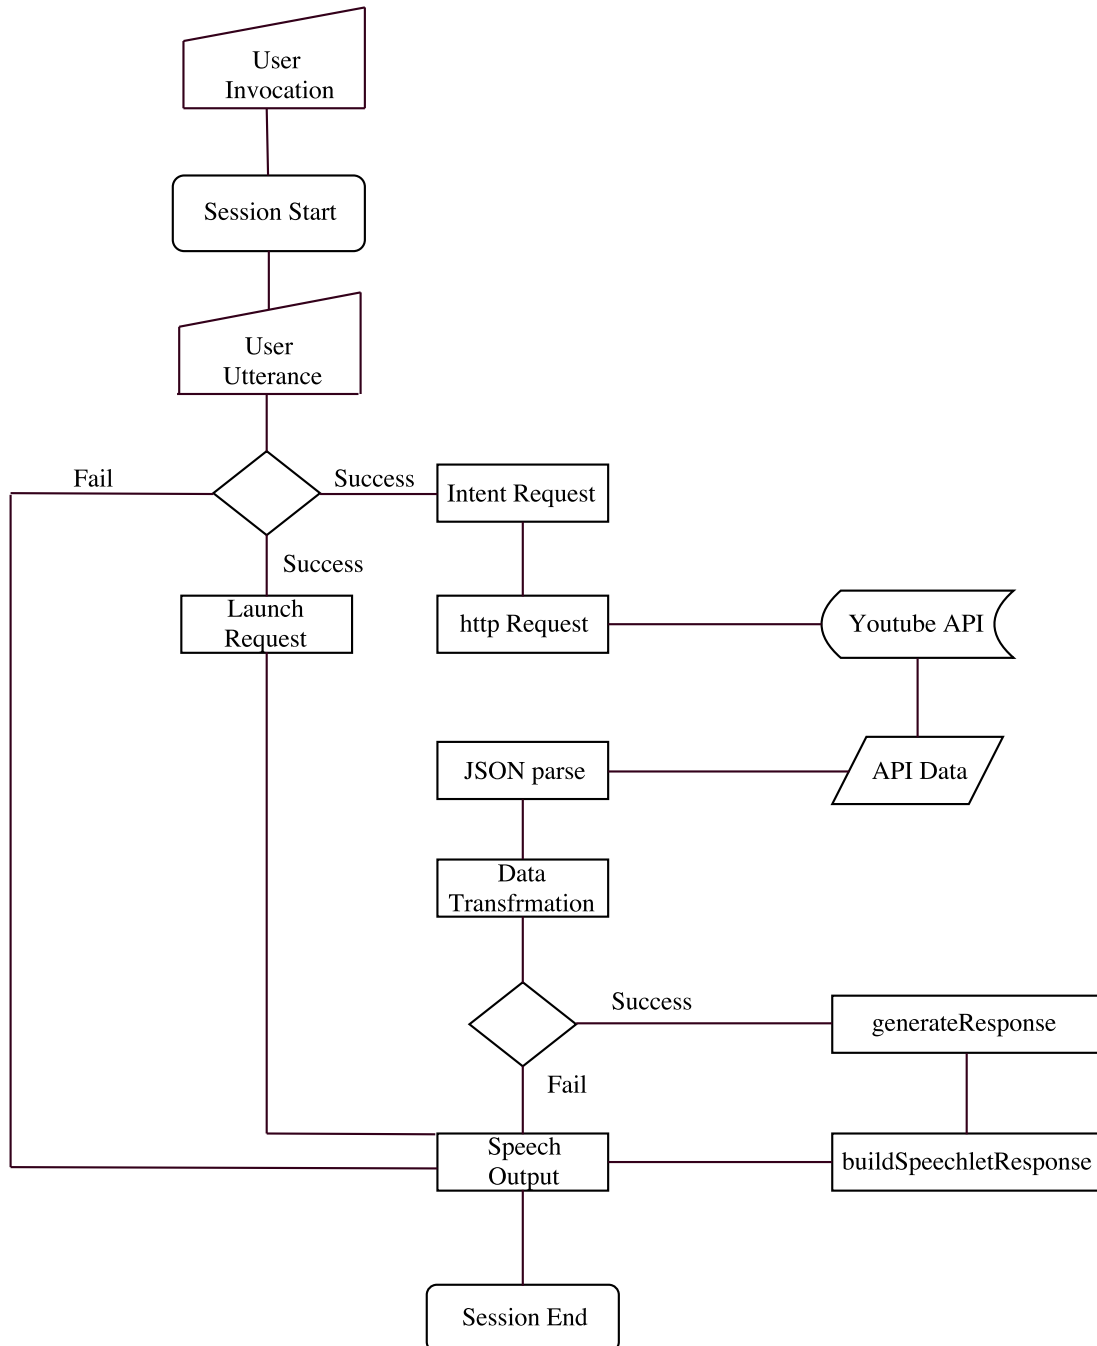 User
Invocation
Session Start
User
Utterance
Fail
Success
Intent Request
Success
Launch
Request
http Request
Youtube API
JSON parse
API Data
Data
Transfrmation
Success
generateResponse
Fail
Speech
Output
buildSpeechletResponse
Session End